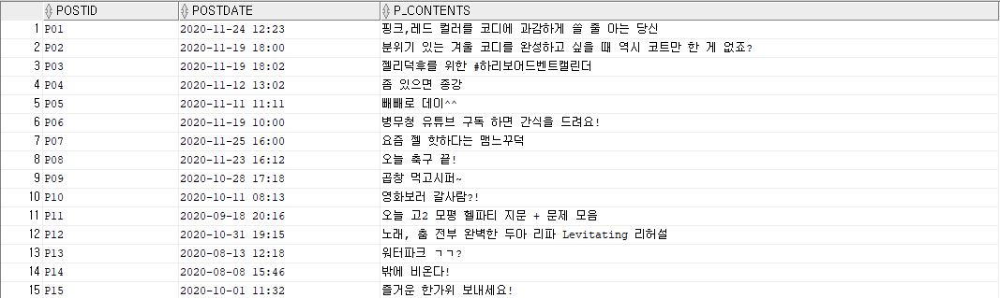 POSTID POSTDATE P_CONTENTS
1 P01 2020-11-24 12:23 핑크,레드 컬러를 코디에 과감하게 쓸 줄 아는 당신
2 P02 2020-11-19 18:00 분위기 있는 겨울 코디를 완성하고 싶을 때 역시 코트만 한 게 없죠?
3 P03 2020-11-19 18:02 젤리덕후를 위한 #하리보어드벤트캘린더
4 P04 2020-11-12 13:02 좀 있으면 종강
5 P05 2020-11-11 11:11 빼빼로 데이^^
6 P06 2020-11-19 10:00 병무청 유튜브 구독 하면 간식을 드려요!
7 P07 2020-11-25 16:00 요즘 젤 핫하다는 맴느꾸덕
8 P08 2020-11-23 16:12 오늘 축구 끝!
9 P09 2020-10-28 17:18 곱창 먹고시퍼~
10 P10 2020-10-11 08:13 영화보러 갈사람?!
11 P11 2020-09-18 20:16 오늘 고2 모평 헬파티 지문 + 문제 모음
12 P12 2020-10-31 19:15 노래, 춤 전부 완벽한 두아 리파 Levitating 리허설
13 P13 2020-08-13 12:18 워터파크 ㄱㄱ?
14 P14 2020-08-08 15:46 밖에 비온다!
15 P15 2020-10-01 11:32 즐거운 한가위 보내세요!